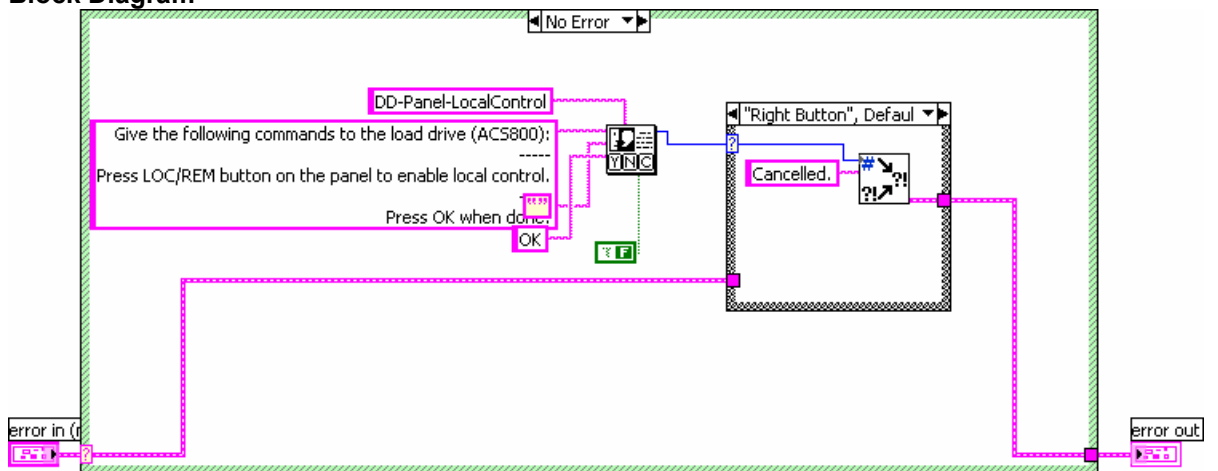 Block Diagram
No Error
DD-Panel-LocalControl
Give the following commands to the load drive (ACS800):
-----
Press LOC/REM button on the panel to enable local control.
Press OK when done.
OK
Y N C
F
"Right Button", Defaul
?
Cancelled.
#
?!
?!
error in (
?
error out